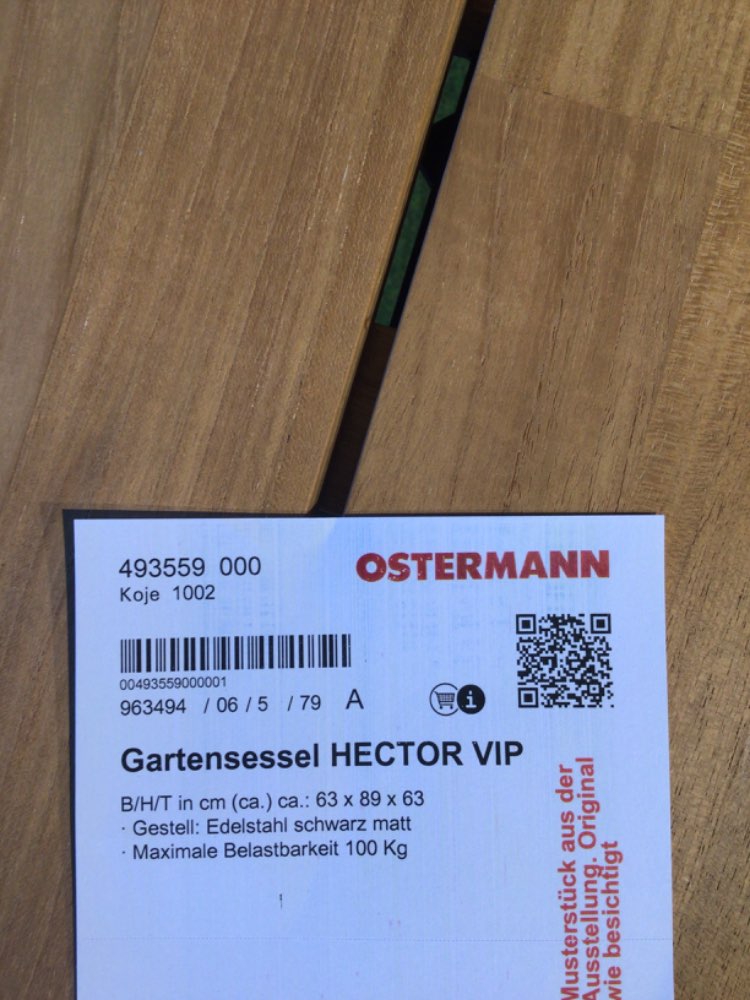 493559 000
OSTERMANN
Koje 1002
00493559000001
963494 / 06 / 5 / 79 A
i
Gartensessel HECTOR VIP
B/H/T in cm (ca.) ca.: 63 x 89 x 63
· Gestell: Edelstahl schwarz matt
· Maximale Belastbarkeit 100 Kg
Musterstück aus der
Ausstellung. Original
wie besichtigt